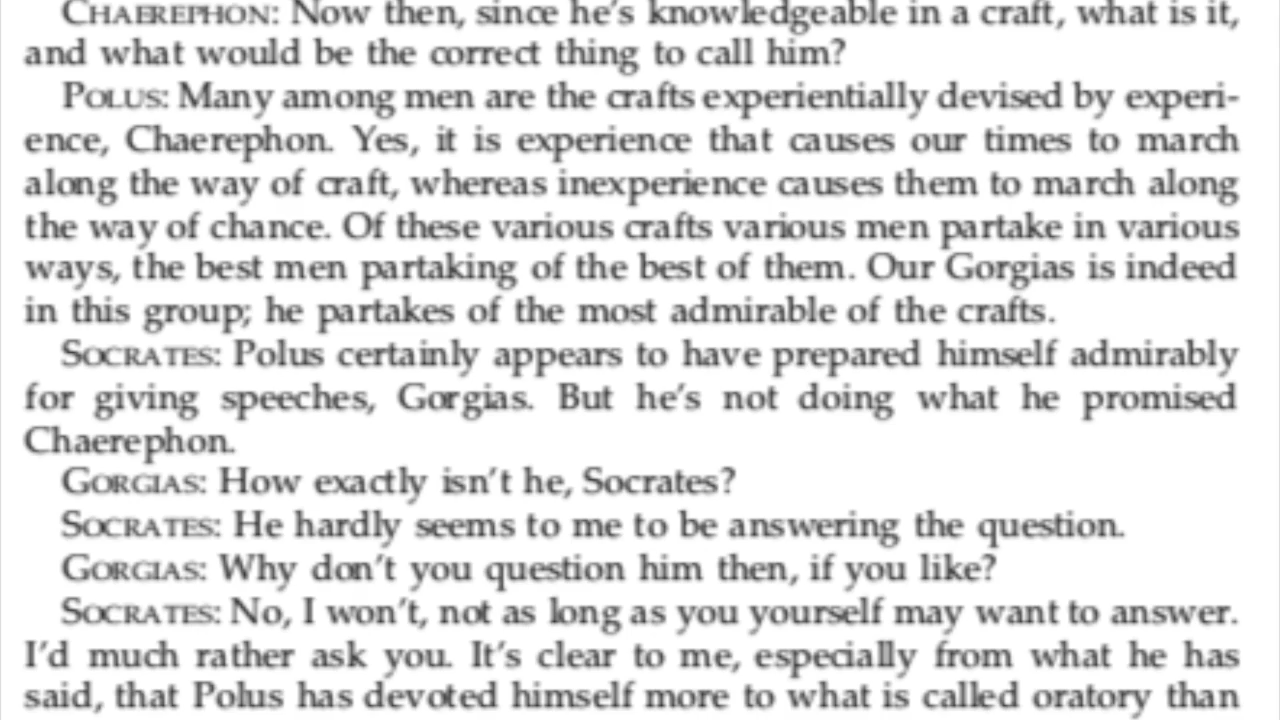 CHAEREPHON: Now then, since he's knowledgeable in a craft, what is it,
and what would be the correct thing to call him?
POLUS: Many among men are the crafts experientially devised by experi-
ence, Chaerephon. Yes, it is experience that causes our times to march
along the way of craft, whereas inexperience causes them to march along
the way of chance. Of these various crafts various men partake in various
ways, the best men partaking of the best of them. Our Gorgias is indeed
in this group; he partakes of the most admirable of the crafts.
SOCRATES: Polus certainly appears to have prepared himself admirably
for giving speeches, Gorgias. But he's not doing what he promised
Chaerephon.
GORGIAS: How exactly isn't he, Socrates?
SOCRATES: He hardly seems to me to be answering the question.
GORGIAS: Why don't you question him then, if you like?
SOCRATES: No, I won't, not as long as you yourself may want to answer.
I'd much rather ask you. It's clear to me, especially from what he has
said, that Polus has devoted himself more to what is called oratory than